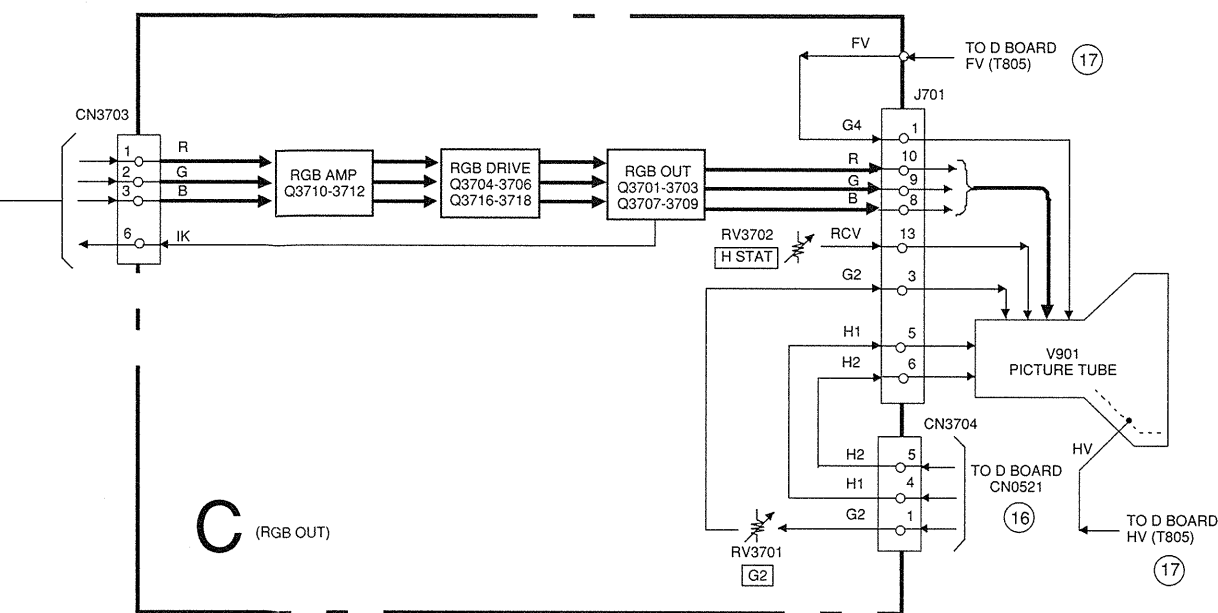 FV
TO D BOARD
FV (T805)
17
J701
CN3703
1
R
2
G
3
B
6
IK
RGB AMP
Q3710-3712
RGB DRIVE
Q3704-3706
Q3716-3718
RGB OUT
Q3701-3703
Q3707-3709
G4
1
R
10
G
9
B
8
RV3702
H STAT
RCV
13
G2
3
H1
5
H2
6
V901
PICTURE TUBE
CN3704
H2
5
H1
4
G2
1
TO D BOARD
CN0521
16
HV
TO D BOARD
HV (T805)
17
RV3701
G2
C (RGB OUT)